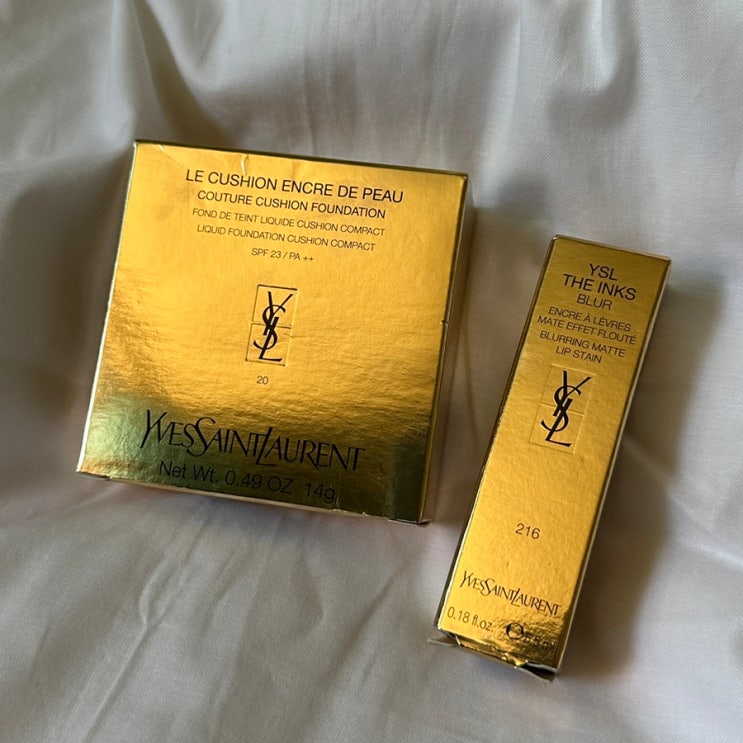 LE CUSHION ENCRE DE PEAU
COUTURE CUSHION FOUNDATION
FOND DE TEINT LIQUIDE CUSHION COMPACT
LIQUID FOUNDATION CUSHION COMPACT
SPF 23 / PA ++
YSL
20
YVESSAINTLAURENT
Net Wt. 0.49 OZ 14g
YSL
THE INKS
BLUR
ENCRE À LÈVRES
MATE EFFET FLOUTÉ
BLURRING MATTE
LIP STAIN
YSL
216
YVESSAINTLAURENT
0.18 fl.oz.